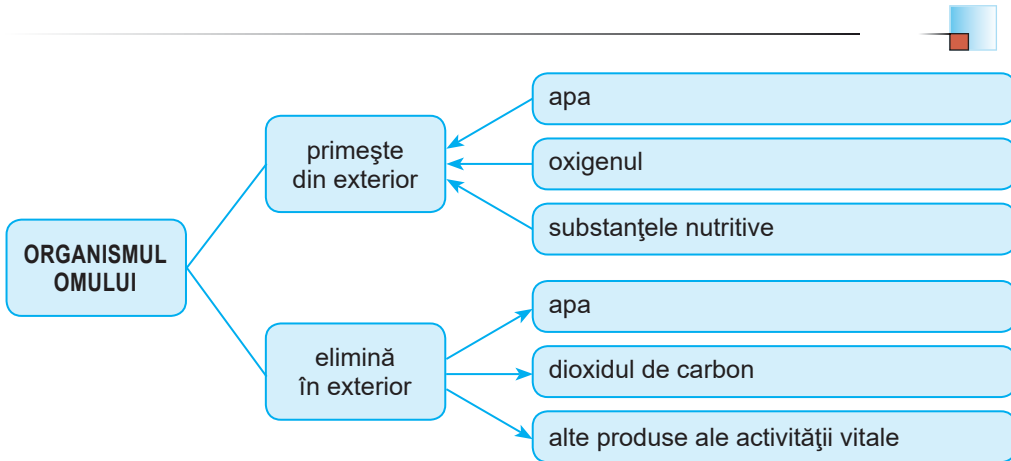 ORGANISMUL
OMULUI
primeşte
din exterior
apa
oxigenul
substanţele nutritive
elimină
în exterior
apa
dioxidul de carbon
alte produse ale activităţii vitale